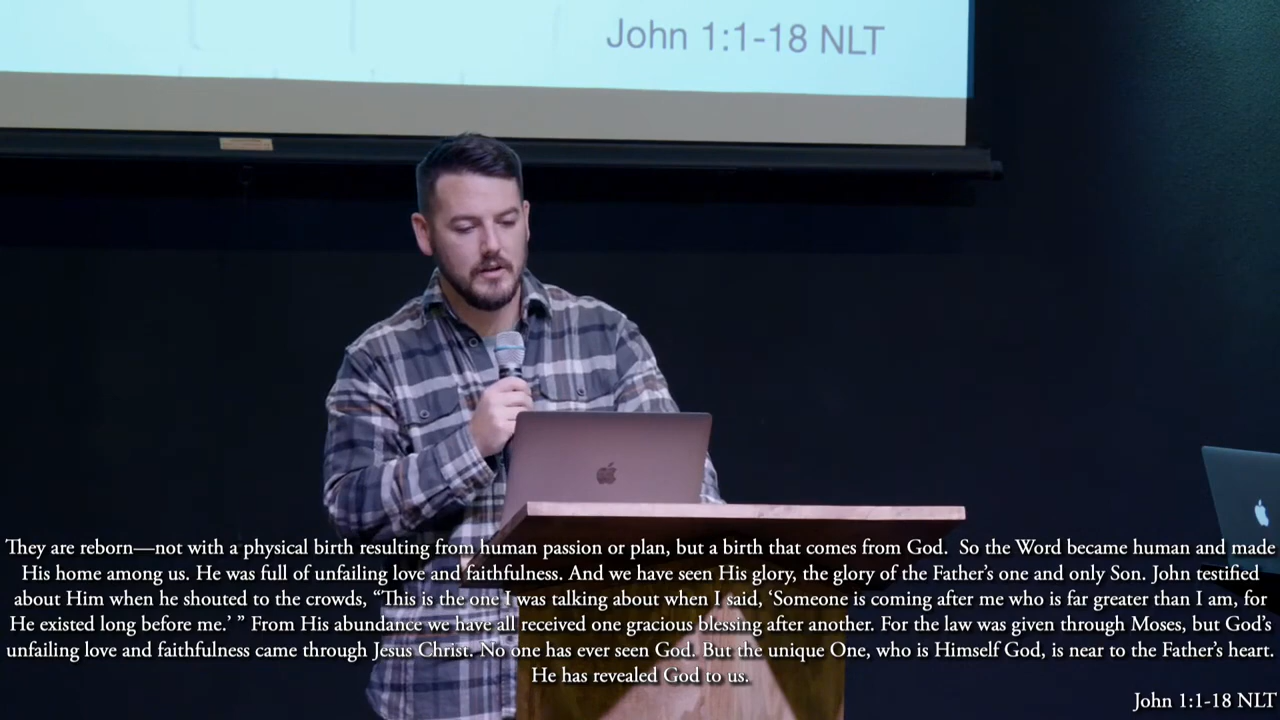 John 1:1-18 NLT
They are reborn—not with a physical birth resulting from human passion or plan, but a birth that comes from God.  So the Word became human and made
His home among us. He was full of unfailing love and faithfulness. And we have seen His glory, the glory of the Father's one and only Son. John testified
about Him when he shouted to the crowds, “This is the one I was talking about when I said, ‘Someone is coming after me who is far greater than I am, for
He existed long before me.’ ” From His abundance we have all received one gracious blessing after another. For the law was given through Moses, but God's
unfailing love and faithfulness came through Jesus Christ. No one has ever seen God. But the unique One, who is Himself God, is near to the Father's heart.
He has revealed God to us.
John 1:1-18 NLT